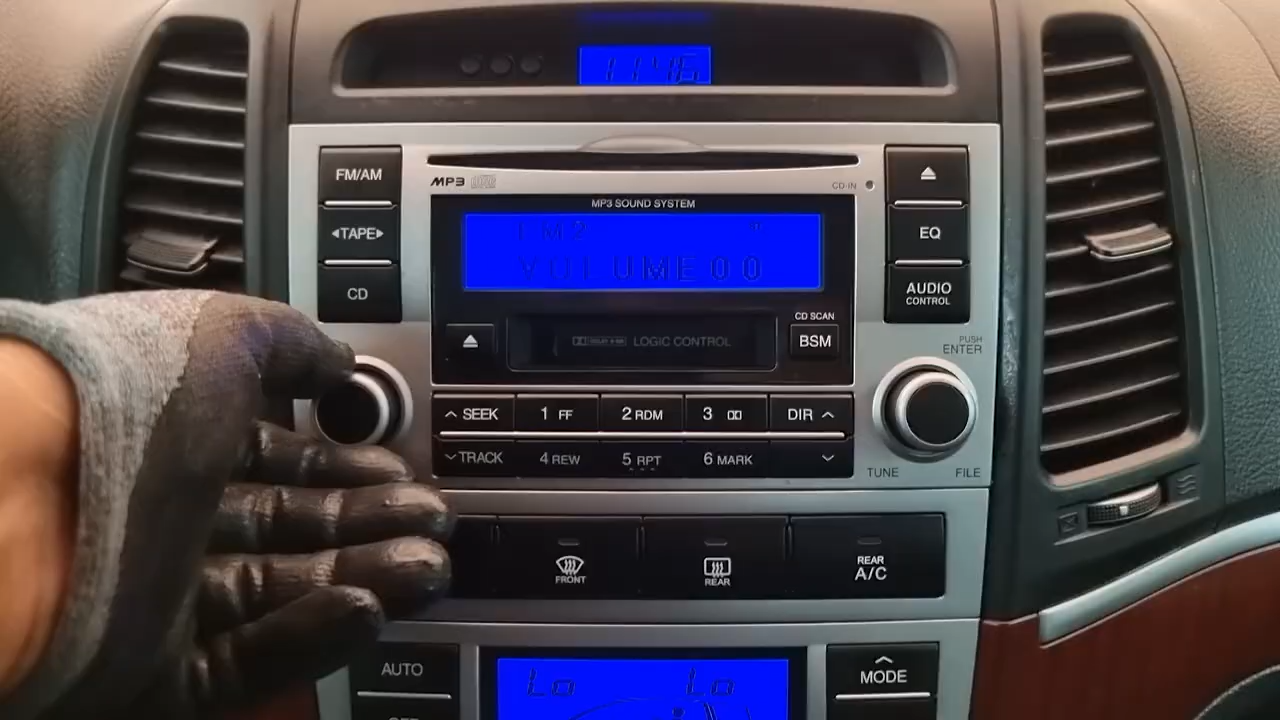 11:46
FM/AM
◀TAPE▶
CD
MP3
CD-IN
MP3 SOUND SYSTEM
FM2
VOLUME 00
EQ
AUDIO
CONTROL
LOGIC CONTROL
CD SCAN
BSM
PUSH
ENTER
SEEK
1 FF
2 RDM
3
DIR
TRACK
4 REW
5 RPT
6 MARK
TUNE
FILE
FRONT
REAR
REAR
A/C
AUTO
Lo
Lo
MODE